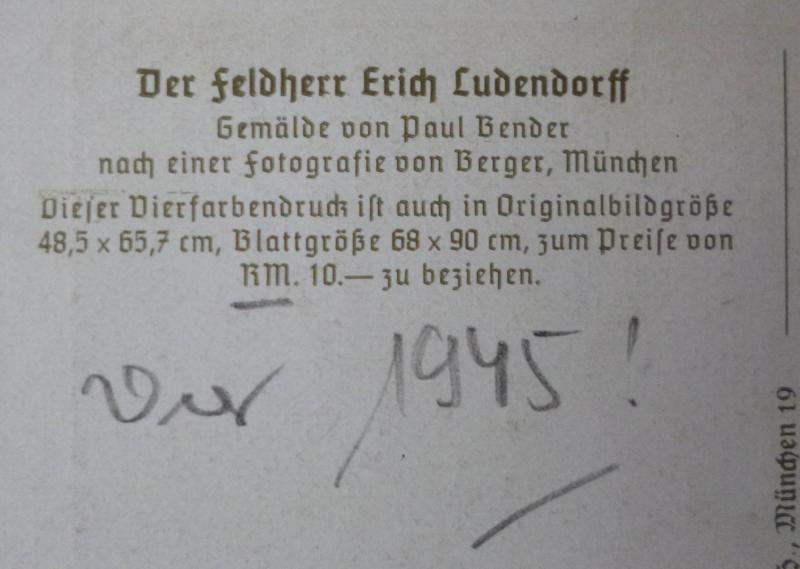 Der Feldherr Erich Ludendorff
Gemälde von Paul Bender
nach einer Fotografie von Berger, München
Dieser Vierfarbendruck ist auch in Originalbildgröße
48,5 x 65,7 cm, Blattgröße 68 x 90 cm, zum Preise von
RM. 10.— zu beziehen.
Vor 1945!
München 19